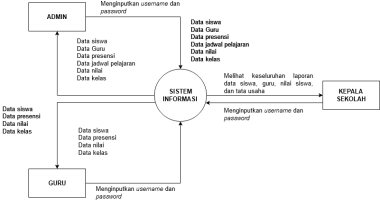 Menginputkan username dan
password
ADMIN
Data siswa
Data Guru
Data presensi
Data jadwal pelajaran
Data nilai
Data kelas
Data siswa
Data Guru
Data presensi
Data jadwal pelajaran
Data nilai
Data kelas
SISTEM
INFORMASI
Melihat keseluruhan laporan
data siswa, guru, nilai siswa,
dan tata usaha
KEPALA
SEKOLAH
Menginputkan username dan
password
Data siswa
Data presensi
Data nilai
Data kelas
Data siswa
Data presensi
Data nilai
Data kelas
GURU
Menginputkan username dan
password